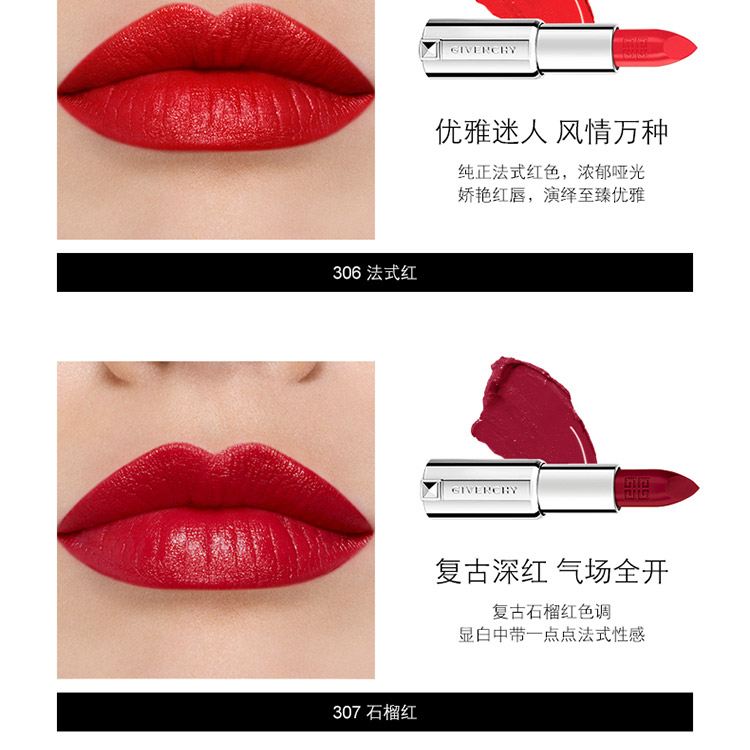 GIVENCHY
优雅迷人 风情万种
纯正法式红色，浓郁哑光
娇艳红唇，演绎至臻优雅
306 法式红
GIVENCHY
复古深红 气场全开
复古石榴红色调
显白中带一点点法式性感
307 石榴红